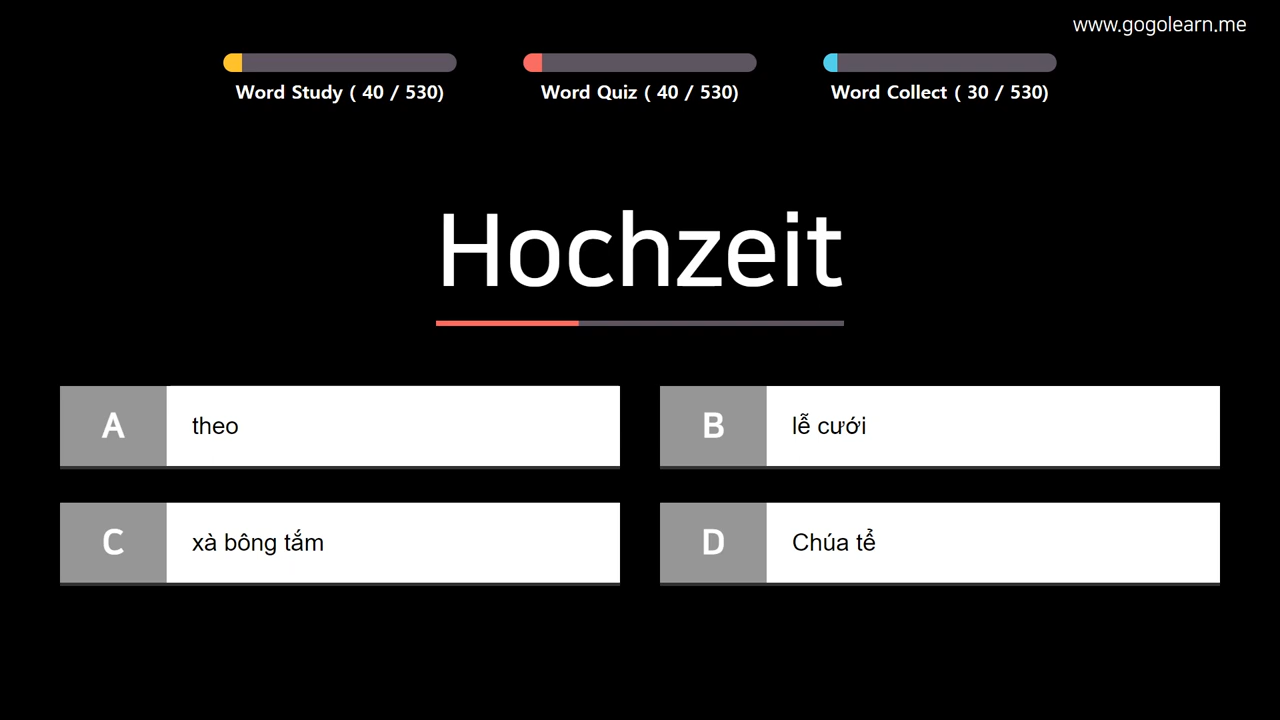 www.gogolearn.me
Word Study ( 40 / 530)
Word Quiz ( 40 / 530)
Word Collect ( 30 / 530)
Hochzeit
A
theo
B
lễ cưới
C
xà bông tắm
D
Chúa tể